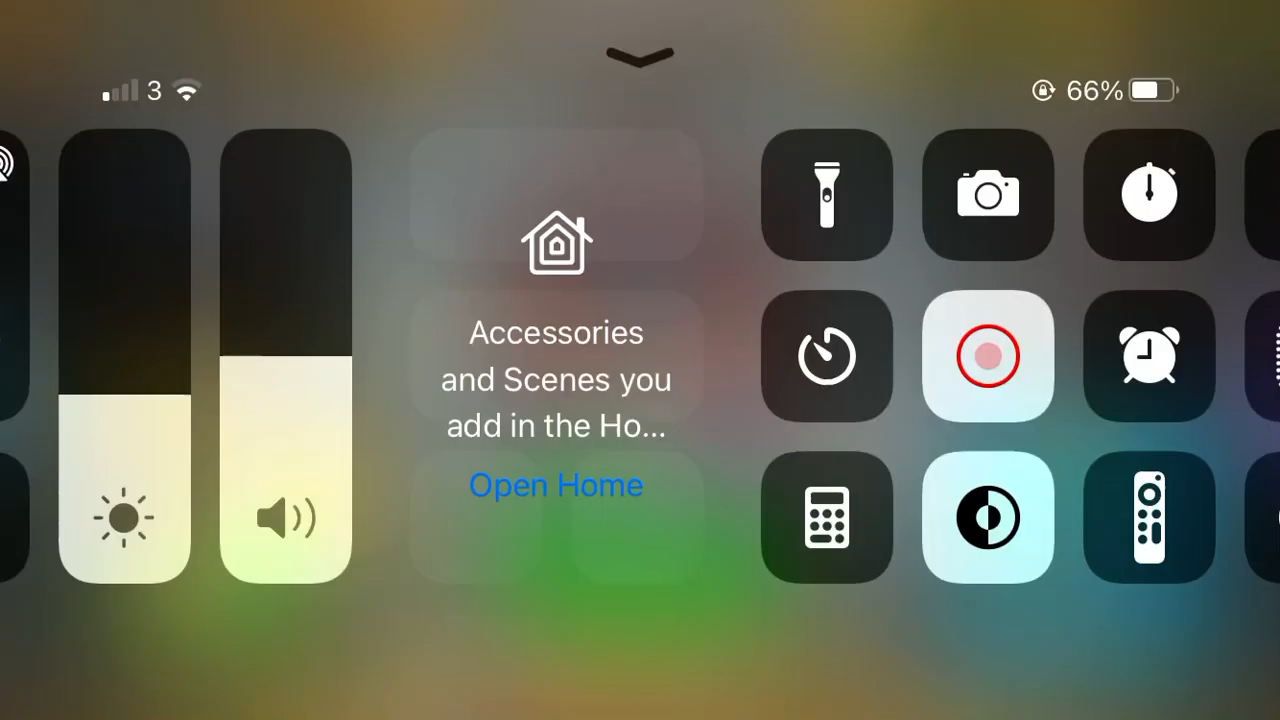 3
66%
Accessories
and Scenes you
add in the Ho...
Open Home